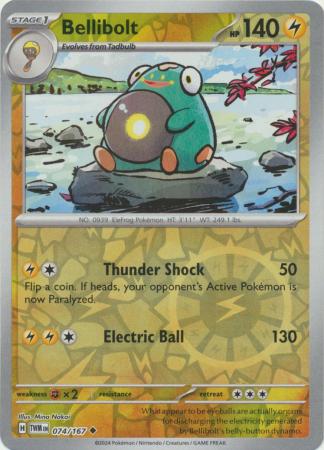 STAGE 1
Bellibolt
HP 140
Evolves from Tadbulb
NO. 0939 EleFrog Pokémon HT: 3'11" WT: 249.1 lbs.
Thunder Shock 50
Flip a coin. If heads, your opponent's Active Pokémon is
now Paralyzed.
Electric Ball 130
weakness ×2 resistance retreat
Illus. Mina Nakai
H TWM EN 074/167
What appear to be eyeballs are actually organs
for discharging the electricity generated by
Bellibolt's belly-button dynamo.
©2024 Pokémon / Nintendo / Creatures / GAME FREAK